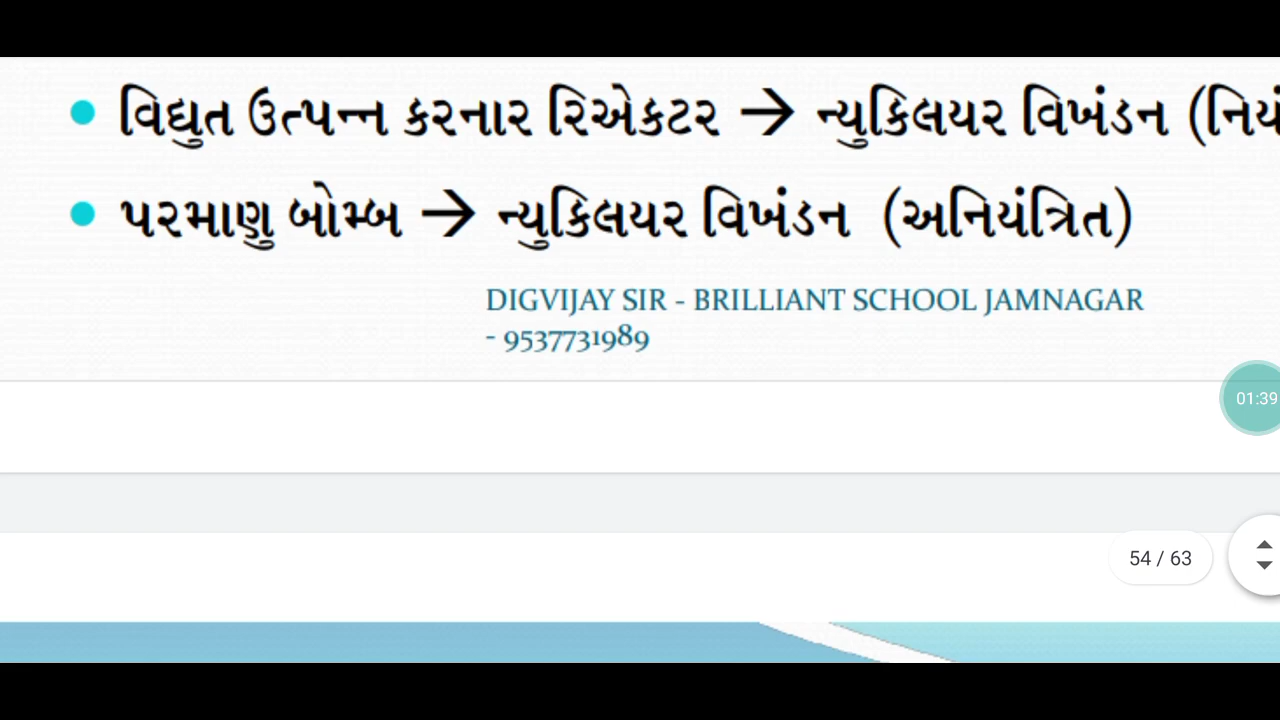 વિદ્યુત ઉત્પન્ન કરનાર રિએકટર → ન્યુકિલયર વિખંડન
પરમાણુ બોમ્બ → ન્યુકિલયર વિખંડન (અનિયંત્રિત)
DIGVIJAY SIR - BRILLIANT SCHOOL JAMNAGAR
- 9537731989
01:39
54 / 63